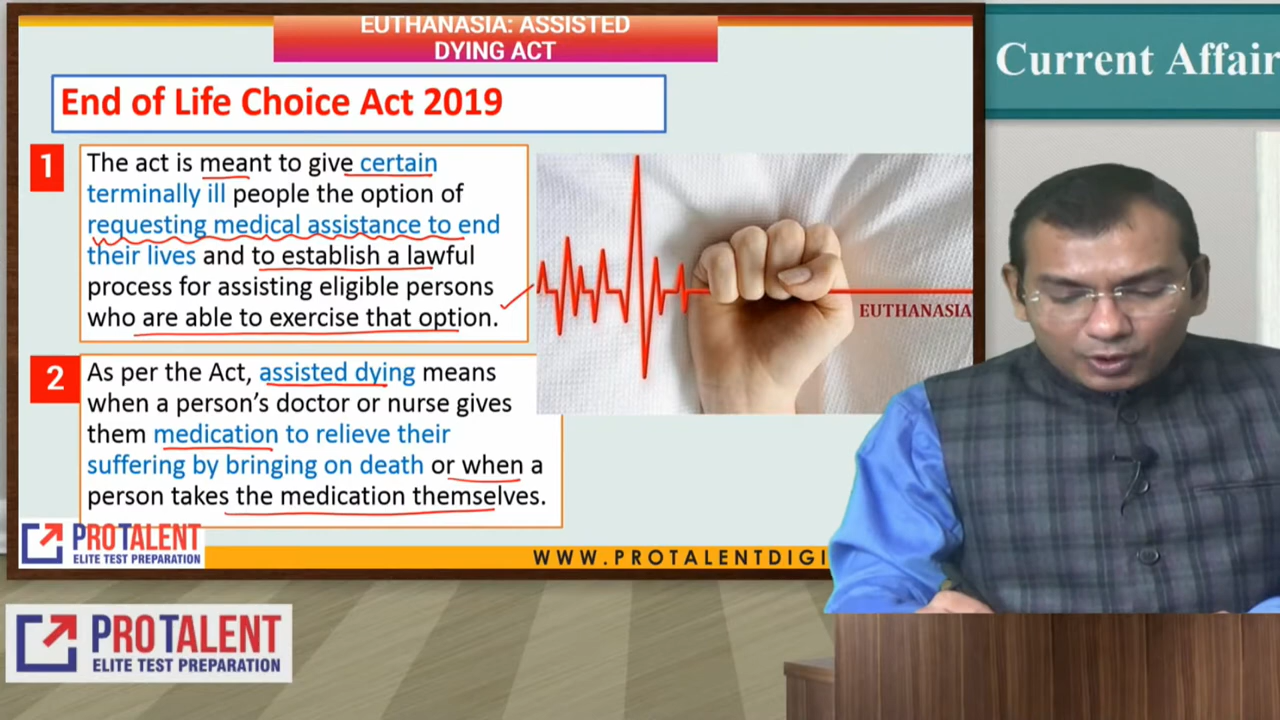 EUTHANASIA: ASSISTED
DYING ACT
End of Life Choice Act 2019
1
The act is meant to give certain
terminally ill people the option of
requesting medical assistance to end
their lives and to establish a lawful
process for assisting eligible persons
who are able to exercise that option.
EUTHANASIA
2
As per the Act, assisted dying means
when a person's doctor or nurse gives
them medication to relieve their
suffering by bringing on death or when a
person takes the medication themselves.
PROTALENT
ELITE TEST PREPARATION
WWW.PROTALENTDIGI
Current Affair
PROTALENT
ELITE TEST PREPARATION